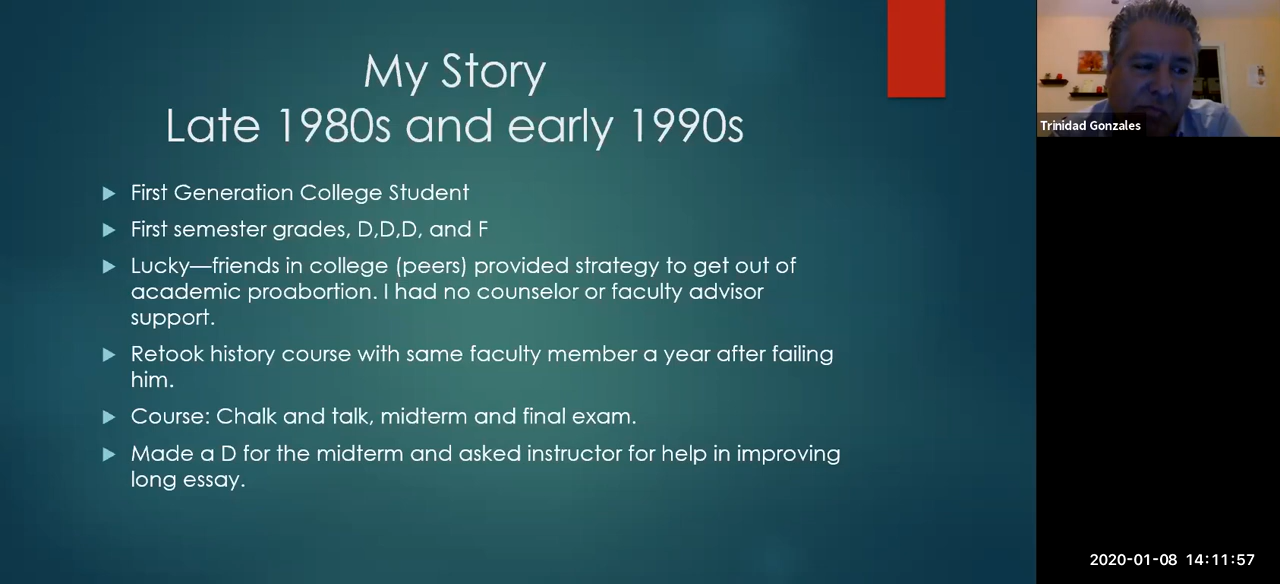 My Story
Late 1980s and early 1990s
First Generation College Student
First semester grades, D,D,D, and F
Lucky—friends in college (peers) provided strategy to get out of
academic proabortion. I had no counselor or faculty advisor
support.
Retook history course with same faculty member a year after failing
him.
Course: Chalk and talk, midterm and final exam.
Made a D for the midterm and asked instructor for help in improving
long essay.
Trinidad Gonzales
2020-01-08 14:11:57